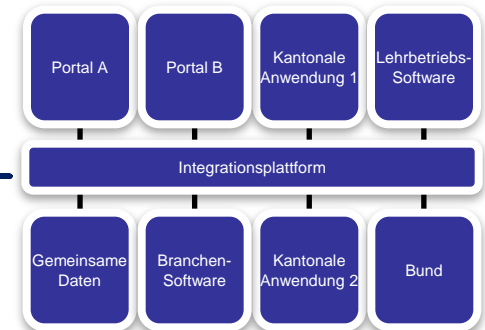 Portal A
Portal B
Kantonale
Anwendung 1
Lehrbetriebs-
Software
Integrationsplattform
Gemeinsame
Daten
Branchen-
Software
Kantonale
Anwendung 2
Bund